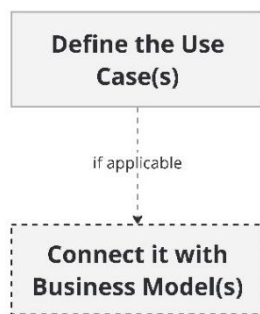 Define the Use
Case(s)
if applicable
Connect it with
Business Model(s)